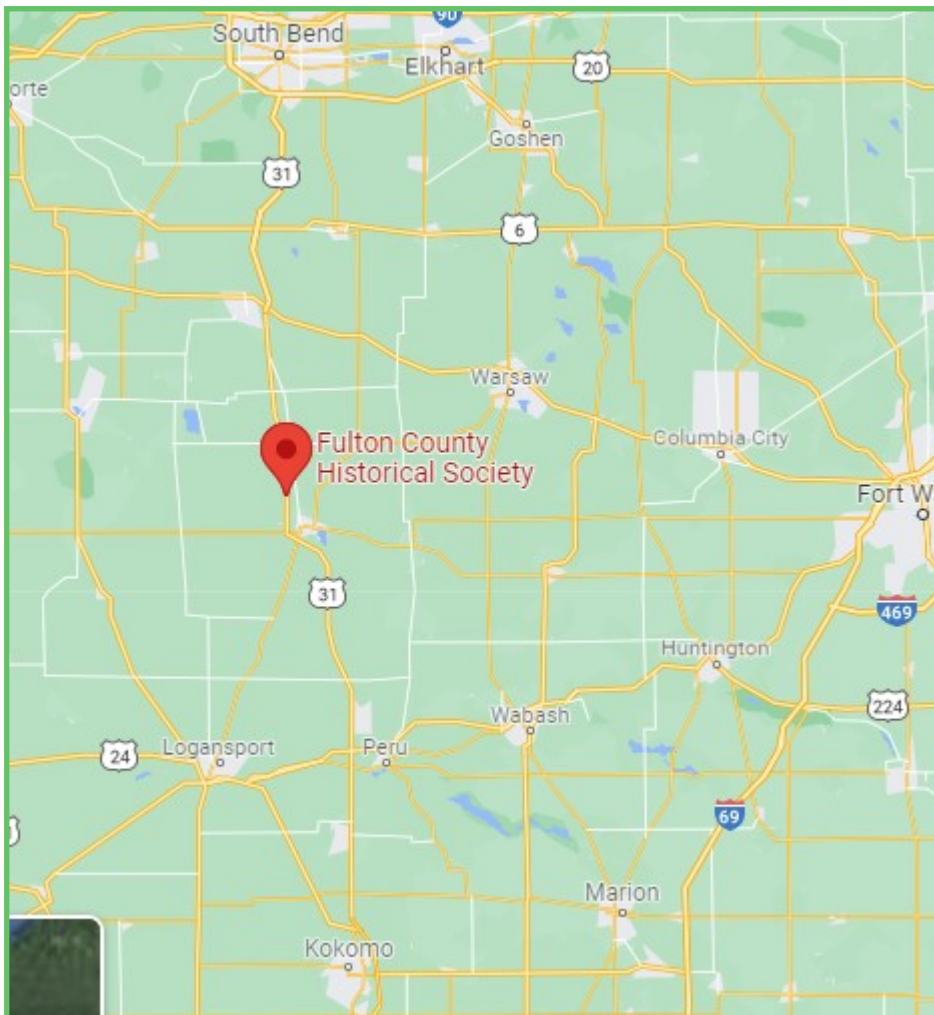 90
South Bend
Elkhart
20
orte
Goshen
31
6
Warsaw
Columbia City
Fulton County
Historical Society
Fort W
31
469
Huntington
224
Wabash
Logansport
Peru
24
69
Marion
Kokomo